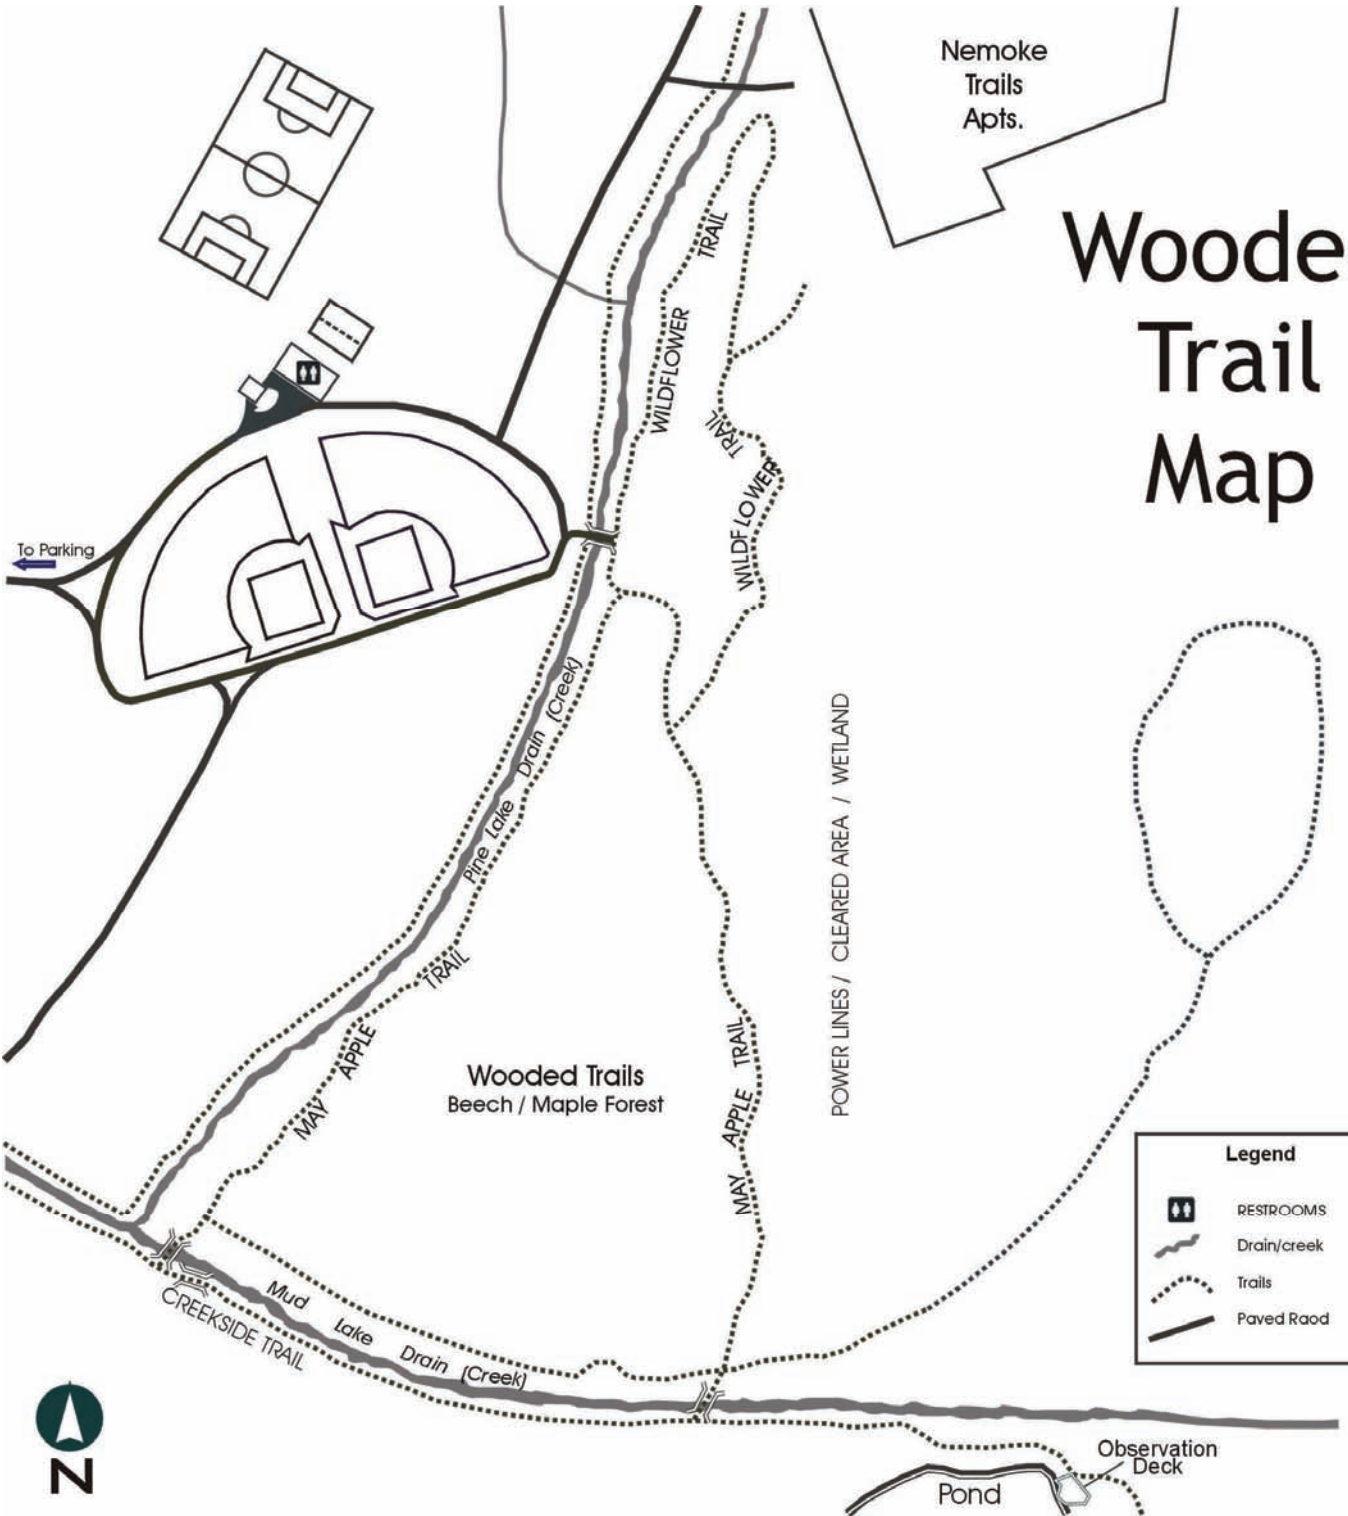 Nemoke
Trails
Apts.
Woode
Trail
Map
TRAIL
WILDFLOWER
TRAIL
WILDFLOWER
To Parking
Pine Lake Drain (Creek)
POWER LINES / CLEARED AREA / WETLAND
TRAIL
APPLE
MAY
MAY APPLE TRAIL
Wooded Trails
Beech / Maple Forest
Legend
RESTROOMS
Drain/creek
Trails
Paved Raod
Mud Lake Drain (Creek)
CREEKSIDE TRAIL
N
Observation
Deck
Pond